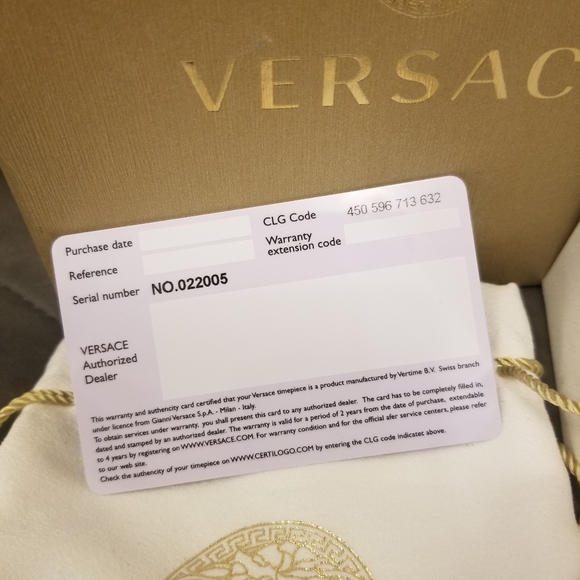 VERSAC
Purchase date
CLG Code 450 596 713 632
Reference
Warranty
extension code
Serial number NO.022005
VERSACE
Authorized
Dealer
This warranty and authencity card certified that your Versace timepiece is a product manufactured by Vertime B.V. Swiss branch
under licence from Gianni Versace S.p.A. - Milan - Italy
To obtain services under warranty, you shall present this card to any authorized dealer. The card has to be completely filled in,
dated and stamped by an authorized dealer. The warranty is valid for a period of 2 years from the date of purchase, extendable
to 4 years by registering on WWW.VERSACE.COM. For warranty condition and for the official afer service centers, please refer
to our web site.
Check the authencity of your timepiece on WWW.CERTILOGO.COM by entering the CLG code indicatet above.